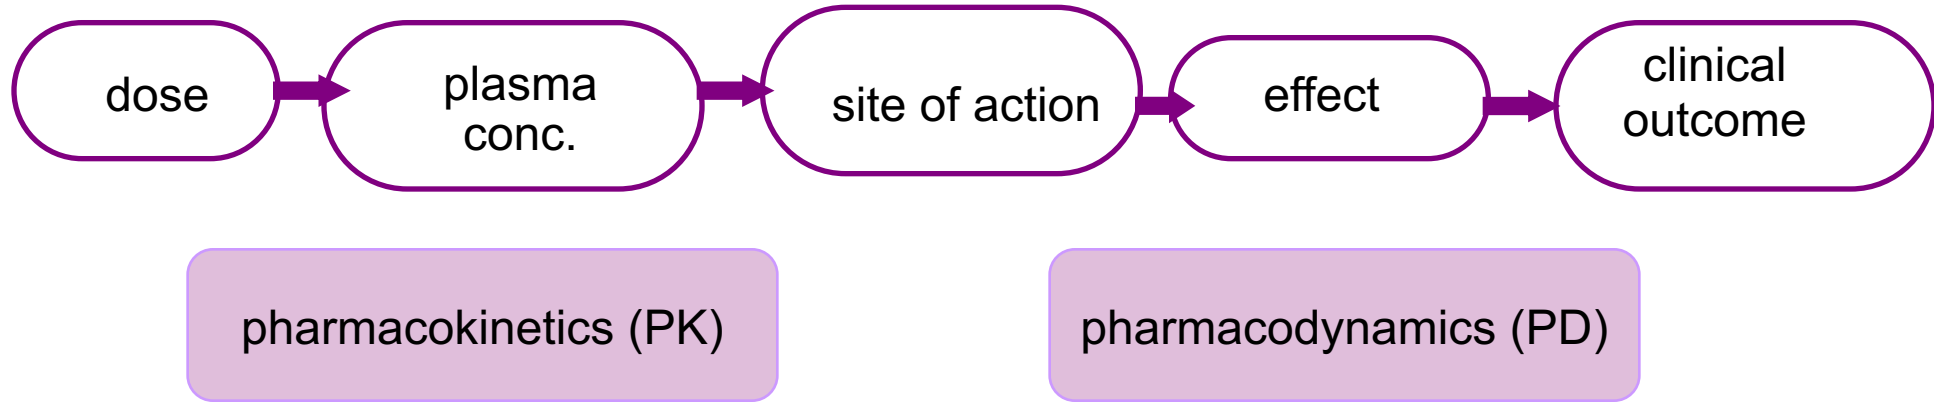 dose
plasma
conc.
site of action
effect
clinical
outcome
pharmacokinetics (PK)
pharmacodynamics (PD)